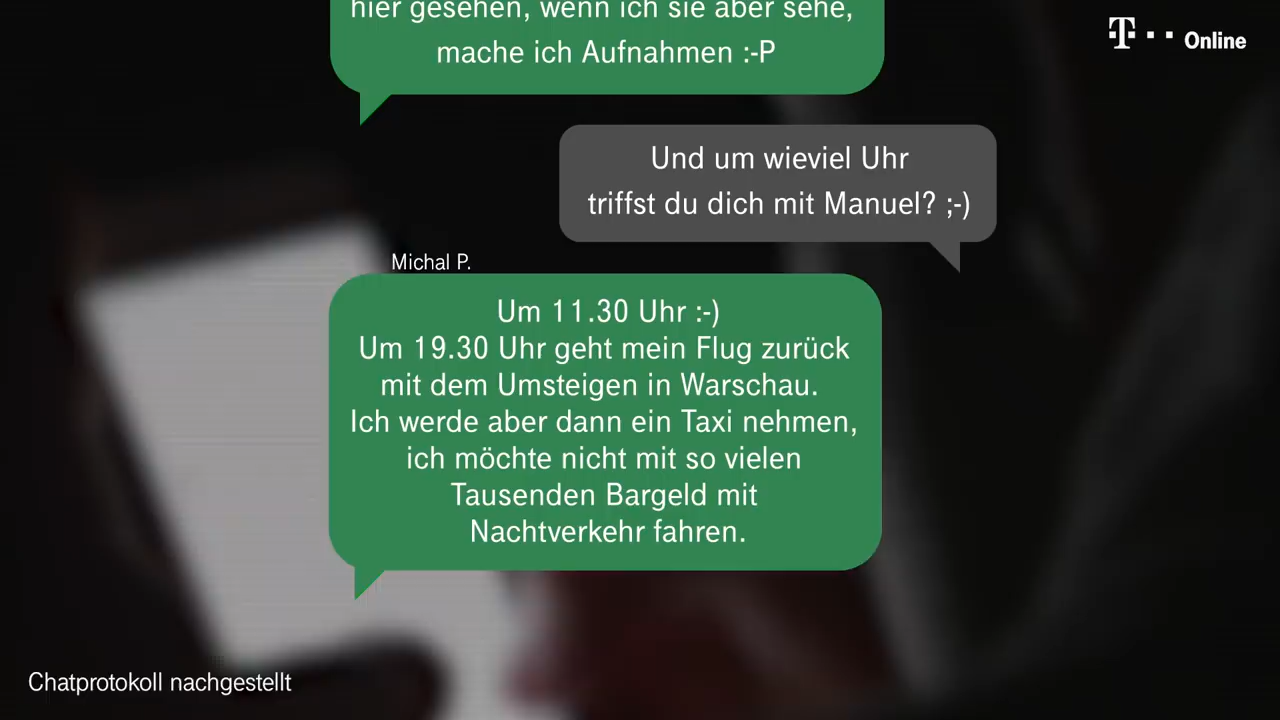 hier gesehen, wenn ich sie aber sehe,
mache ich Aufnahmen :-P
T Online
Und um wieviel Uhr
triffst du dich mit Manuel? ;-)
Michal P.
Um 11.30 Uhr :-)
Um 19.30 Uhr geht mein Flug zurück
mit dem Umsteigen in Warschau.
Ich werde aber dann ein Taxi nehmen,
ich möchte nicht mit so vielen
Tausenden Bargeld mit
Nachtverkehr fahren.
Chatprotokoll nachgestellt